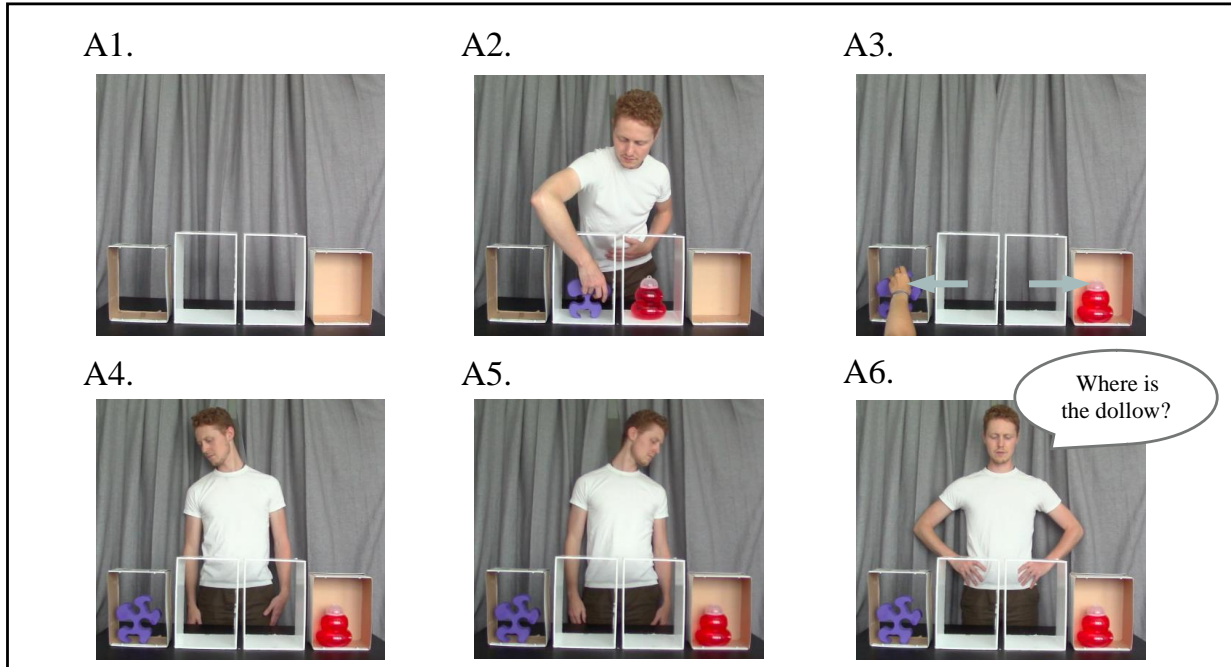 A1.
A2.
A3.
A4.
A5.
A6.
Where is
the dollow?